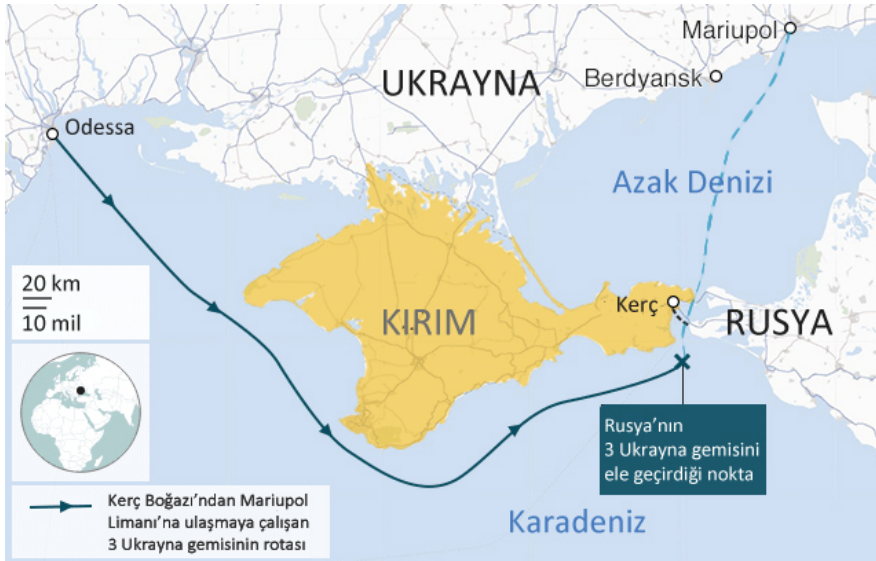 Mariupol
UKRAYNA
Berdyansk
Odessa
Azak Denizi
20 km
10 mil
KIRIM
Kerç
RUSYA
Rusya'nın
3 Ukrayna gemisini
ele geçirdiği nokta
Kerç Boğazı'ndan Mariupol
Limanı'na ulaşmaya çalışan
3 Ukrayna gemisinin rotası
Karadeniz